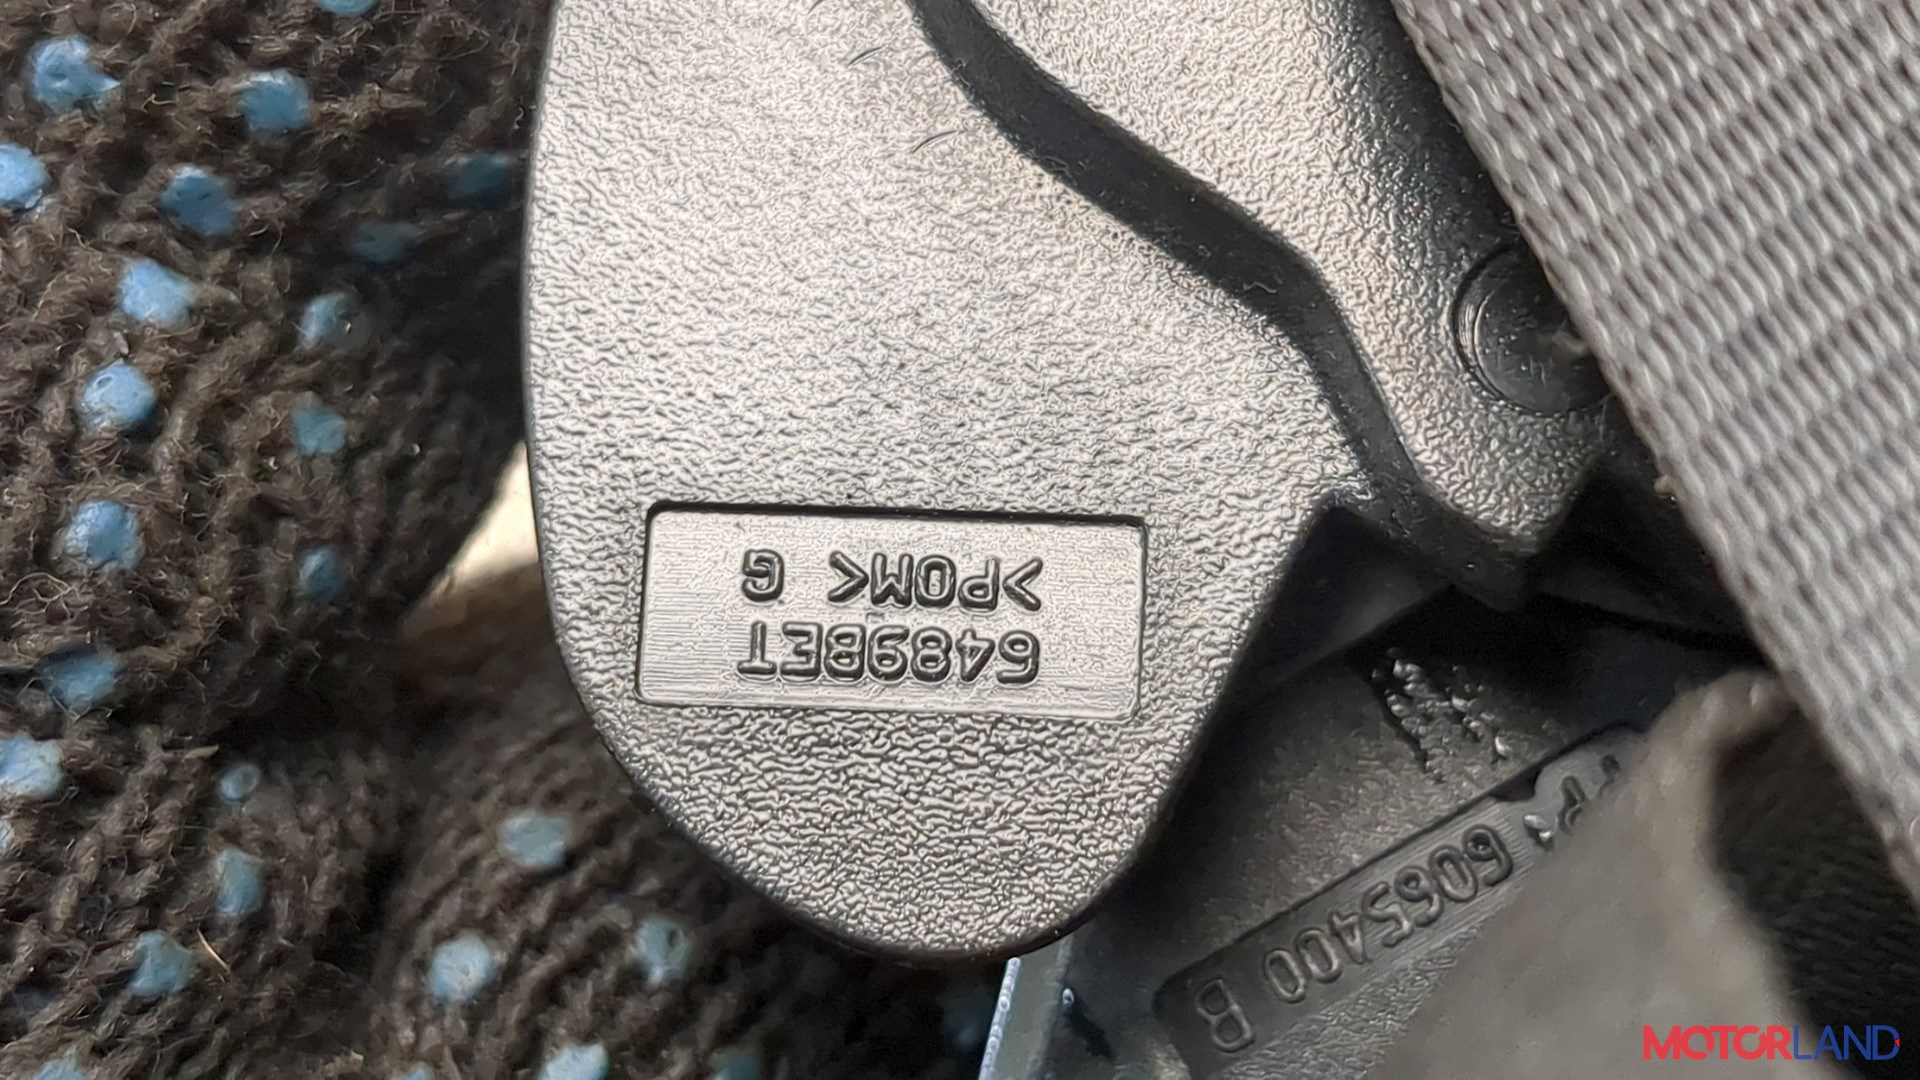 6489BET
>POM< G
6065400 B
MOTORLAND